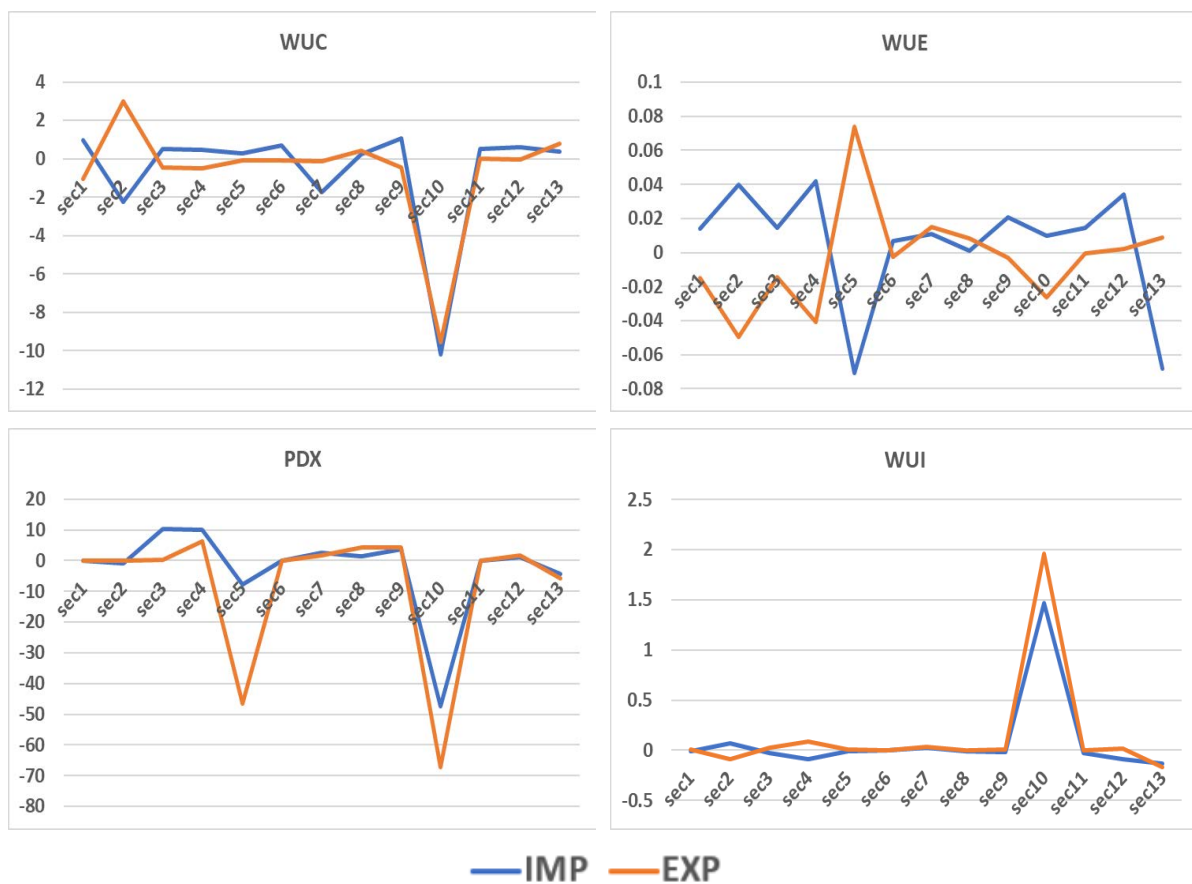 WUC
4
2
0
-2
-4
-6
-8
-10
-12
sec1
sec2
sec3
sec4
sec5
sec6
sec7
sec8
sec9
sec10
sec11
sec12
sec13
WUE
0.1
0.08
0.06
0.04
0.02
0
-0.02
-0.04
-0.06
-0.08
sec1
sec2
sec3
sec4
sec5
sec6
sec7
sec8
sec9
sec10
sec11
sec12
sec13
PDX
20
10
0
-10
-20
-30
-40
-50
-60
-70
-80
sec1
sec2
sec3
sec4
sec5
sec6
sec7
sec8
sec9
sec10
sec11
sec12
sec13
WUI
2.5
2
1.5
1
0.5
0
-0.5
sec1
sec2
sec3
sec4
sec5
sec6
sec7
sec8
sec9
sec10
sec11
sec12
sec13
IMP EXP